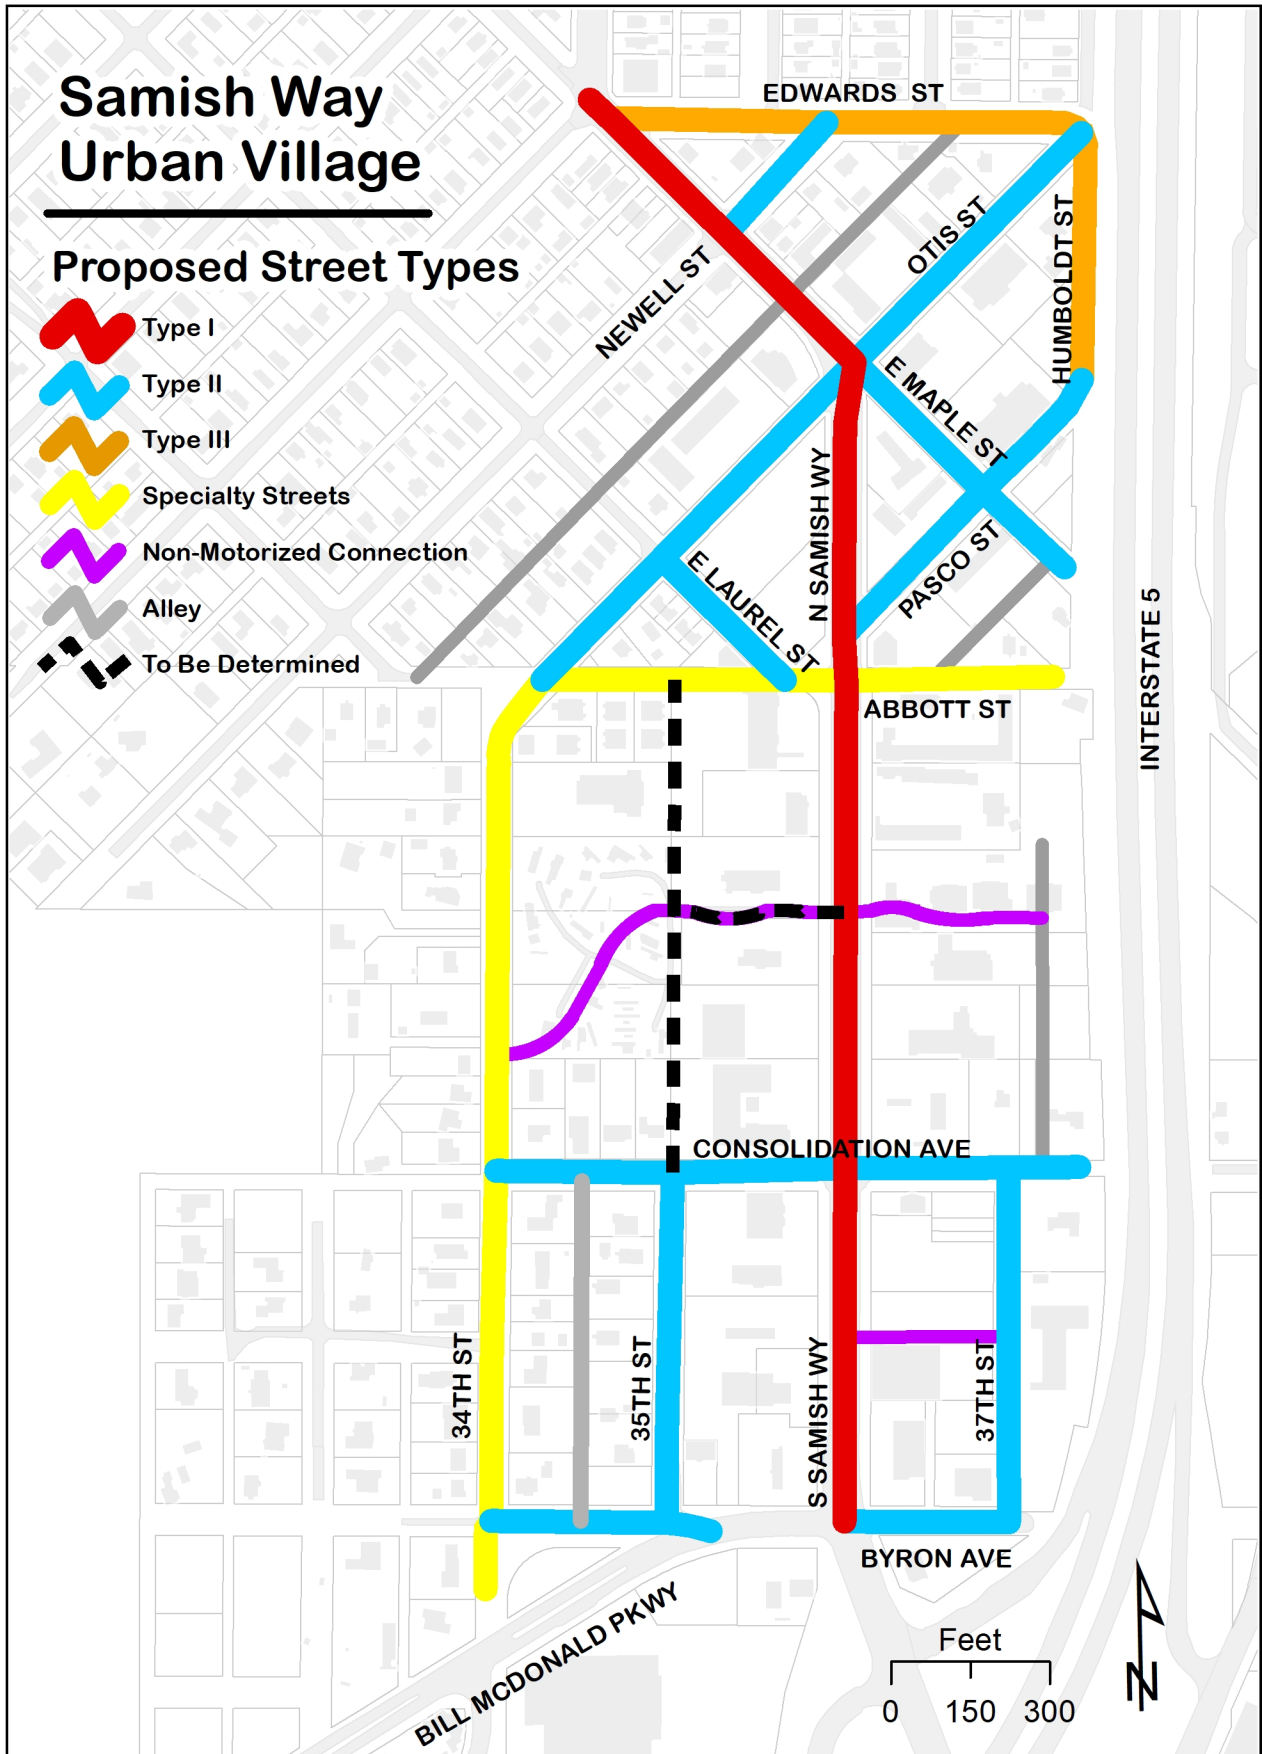 Samish Way
Urban Village
Proposed Street Types
Type I
Type II
Type III
Specialty Streets
Non-Motorized Connection
Alley
To Be Determined
EDWARDS ST
NEWELL ST
OTIS ST
HUMBOLDT ST
E MAPLE ST
N SAMISH WY
PASCO ST
E LAUREL ST
ABBOTT ST
INTERSTATE 5
CONSOLIDATION AVE
34TH ST
35TH ST
S SAMISH WY
37TH ST
BYRON AVE
BILL MCDONALD PKWY
Feet
0 150 300
N